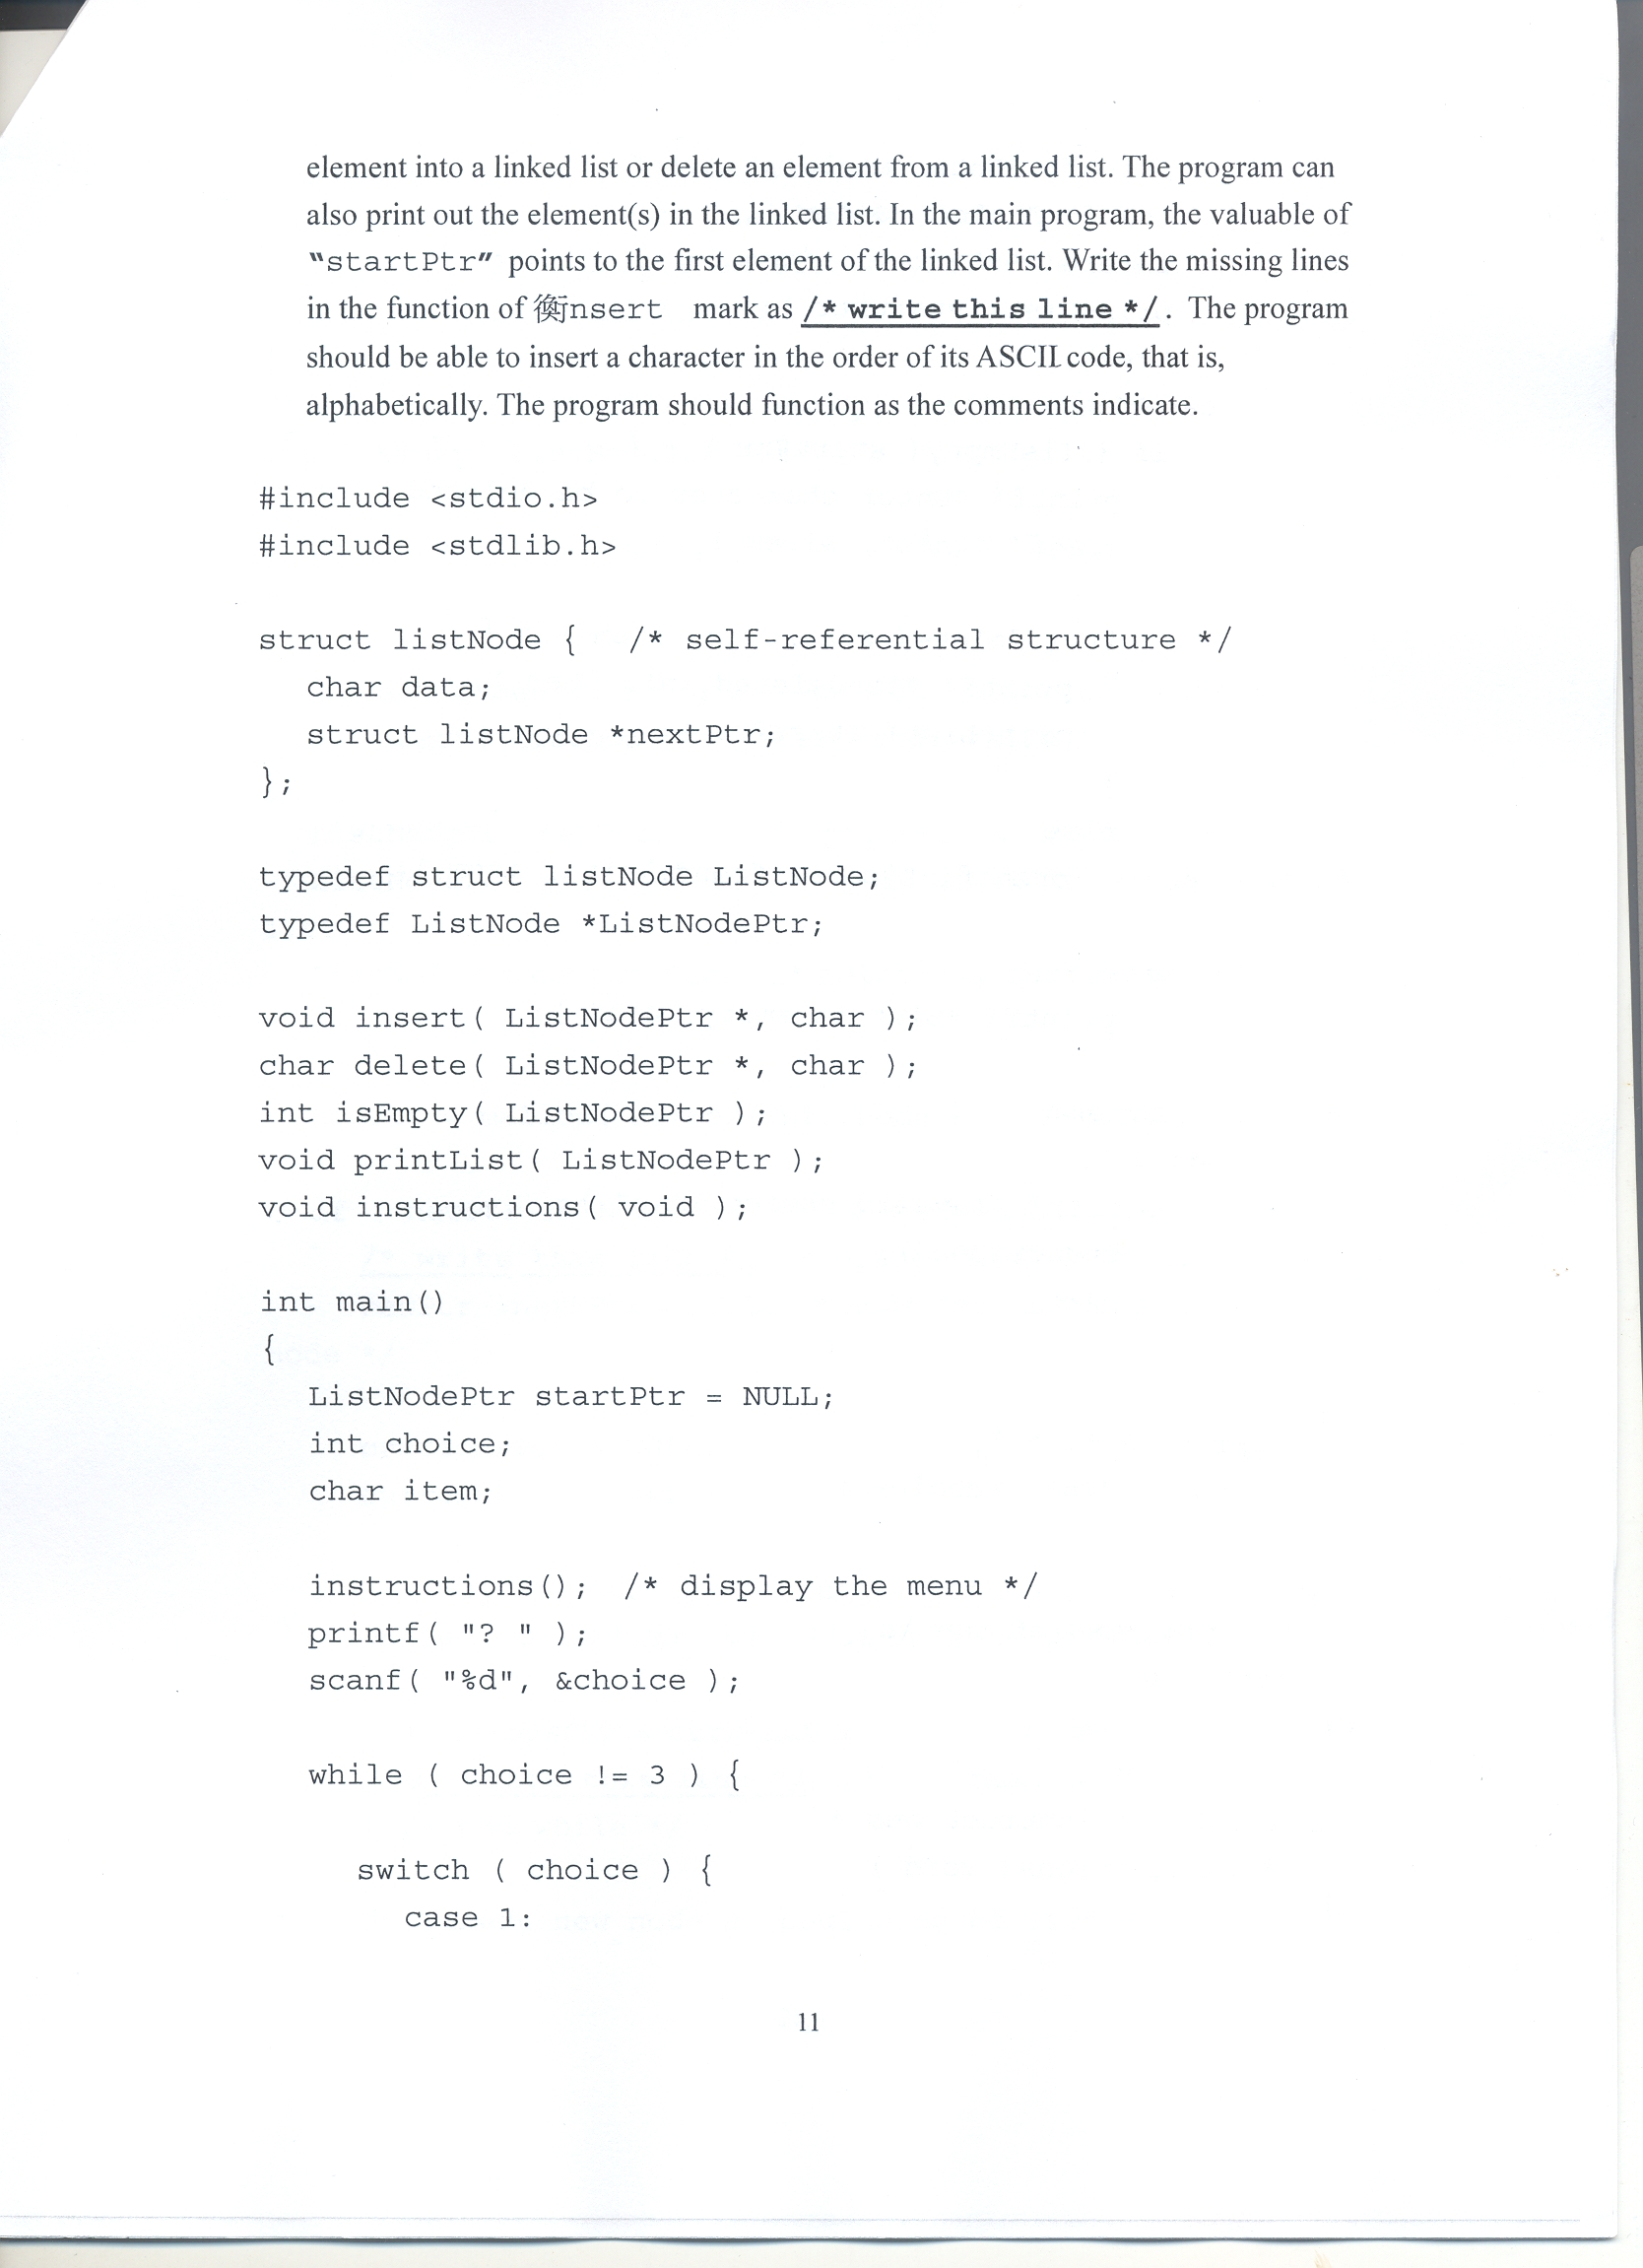 element into a linked list or delete an element from a linked list. The program can
also print out the element(s) in the linked list. In the main program, the valuable of
"startPtr" points to the first element of the linked list. Write the missing lines
in the function of nsert mark as /* write this line */. The program
should be able to insert a character in the order of its ASCII code, that is,
alphabetically. The program should function as the comments indicate.
#include <stdio.h>
#include <stdlib.h>
struct listNode { /* self-referential structure */
char data;
struct listNode *nextPtr;
};
typedef struct listNode ListNode;
typedef ListNode *ListNodePtr;
void insert( ListNodePtr *, char );
char delete( ListNodePtr *, char );
int isEmpty( ListNodePtr );
void printList( ListNodePtr );
void instructions( void );
int main()
{
ListNodePtr startPtr = NULL;
int choice;
char item;
instructions(); /* display the menu */
printf( "? " );
scanf( "%d", &choice );
while ( choice != 3 ) {
switch ( choice ) {
case 1:
11